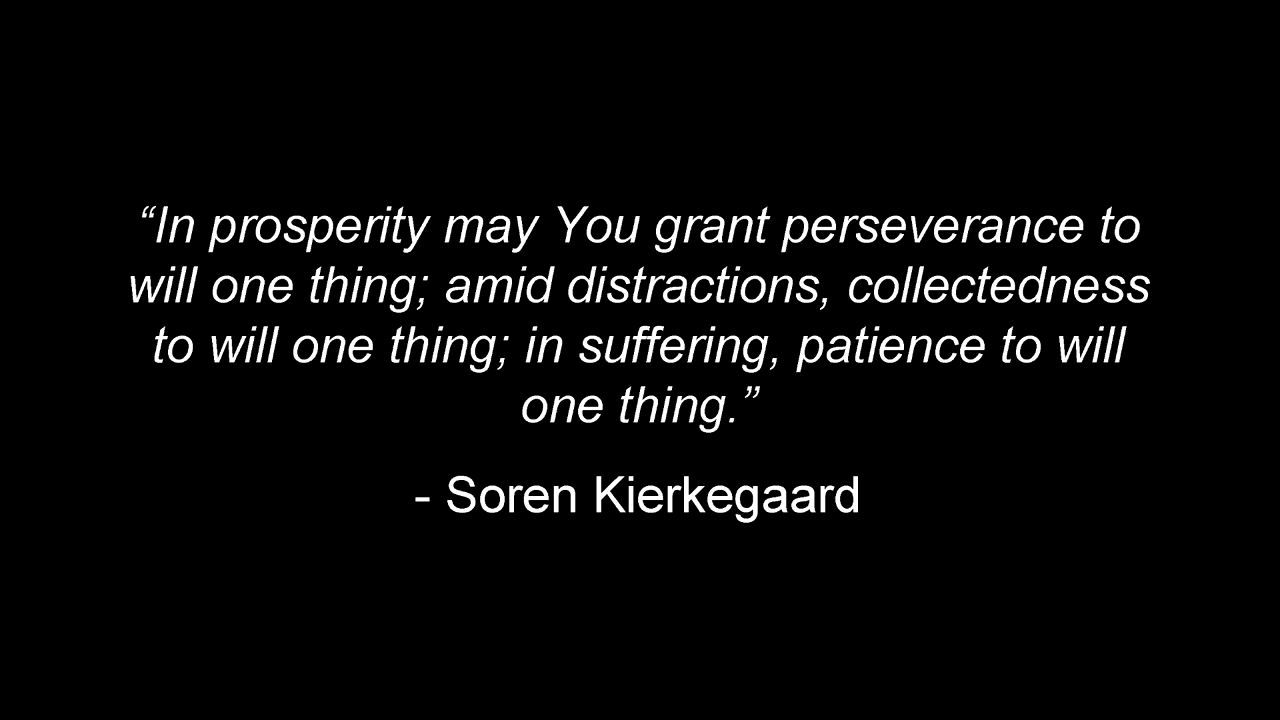 “In prosperity may You grant perseverance to
will one thing; amid distractions, collectedness
to will one thing; in suffering, patience to will
one thing.”
- Soren Kierkegaard